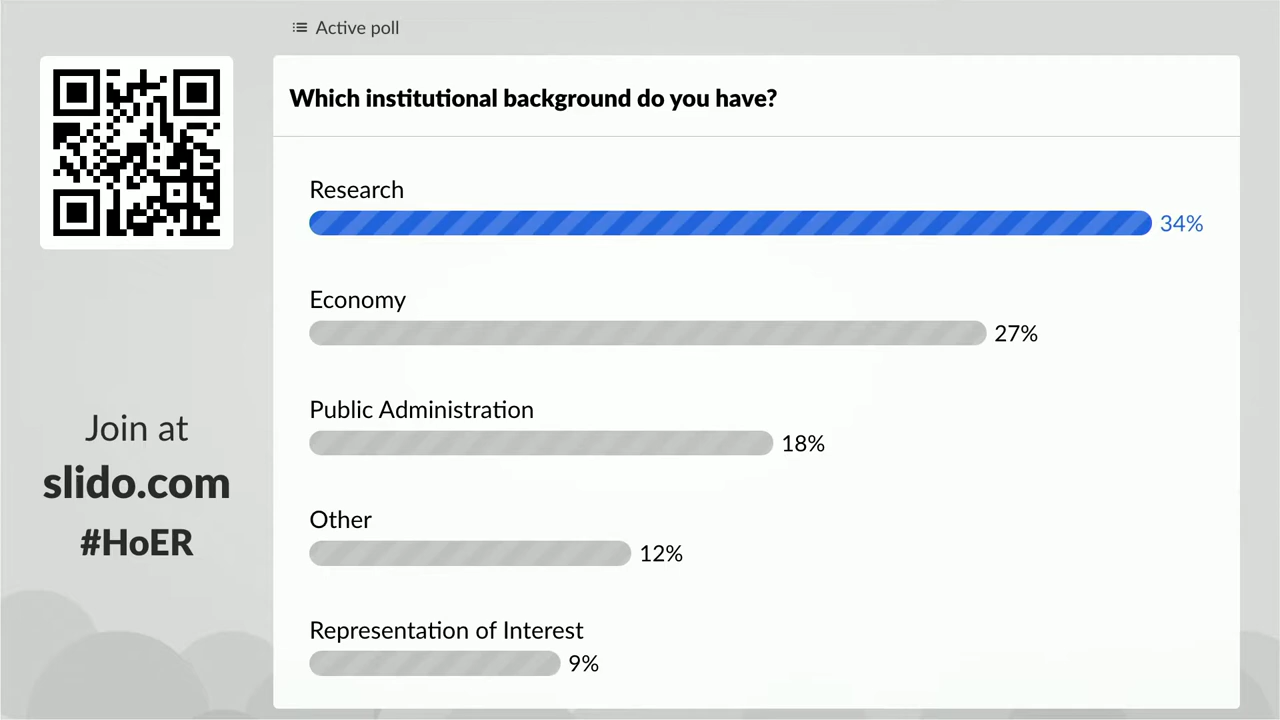 Active poll
Which institutional background do you have?
Research
34%
Economy
27%
Public Administration
18%
Other
12%
Representation of Interest
9%
Join at
slido.com
#HoER